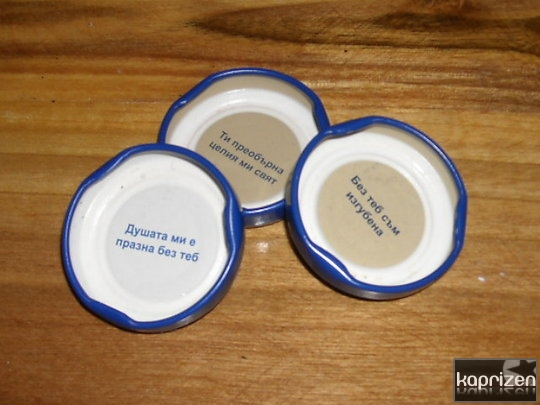 Ти преобърна
целия ми свят
Без теб съм
изгубена
Душата ми е
празна без теб
kaprizen